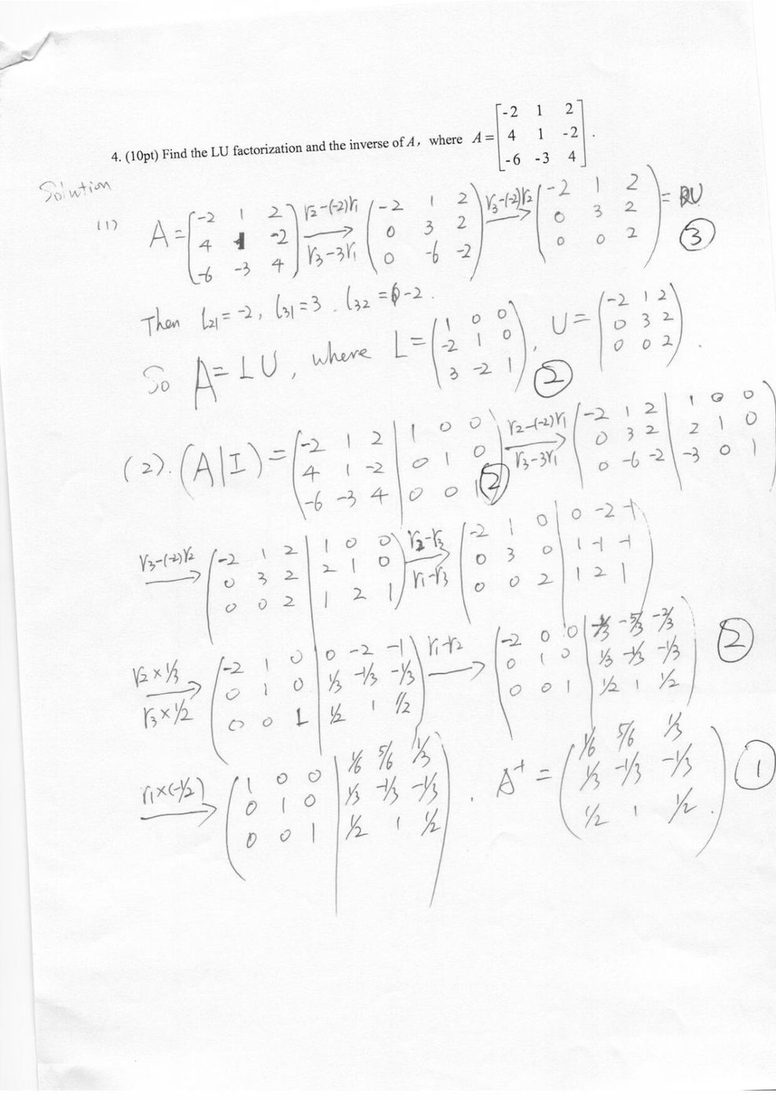 4. (10pt) Find the LU factorization and the inverse of A, where A = [-2 1 2; 4 1 -2; -6 -3 4].
Solution
(1) A = (-2 1 2; 4 1 -2; -6 -3 4) r2-(-2)r1 r3-3r1 → (-2 1 2; 0 3 2; 0 -6 -2) r3-(-2)r2 → (-2 1 2; 0 3 2; 0 0 2) = U ③
Then l21 = -2, l31 = 3. l32 = -2.
So A = LU, where L = (1 0 0; -2 1 0; 3 -2 1), U = (-2 1 2; 0 3 2; 0 0 2). ②
(2). (A|I) = (-2 1 2 | 1 0 0; 4 1 -2 | 0 1 0; -6 -3 4 | 0 0 1) ② r2-(-2)r1 r3-3r1 → (-2 1 2 | 1 0 0; 0 3 2 | 2 1 0; 0 -6 -2 | -3 0 1)
r3-(-2)r2 → (-2 1 2 | 1 0 0; 0 3 2 | 2 1 0; 0 0 2 | 1 2 1) r2-r3 r1-r3 → (-2 1 0 | 0 -2 -1; 0 3 0 | 1 -1 -1; 0 0 2 | 1 2 1)
r2×1/3 r3×1/2 → (-2 1 0 | 0 -2 -1; 0 1 0 | 1/3 -1/3 -1/3; 0 0 1 | 1/2 1 1/2) r1-r2 → (-2 0 0 | -1/3 -5/3 -2/3; 0 1 0 | 1/3 -1/3 -1/3; 0 0 1 | 1/2 1 1/2) ②
r1×(-1/2) → (1 0 0 | 1/6 5/6 1/3; 0 1 0 | 1/3 -1/3 -1/3; 0 0 1 | 1/2 1 1/2). A⁻¹ = (1/6 5/6 1/3; 1/3 -1/3 -1/3; 1/2 1 1/2). ①